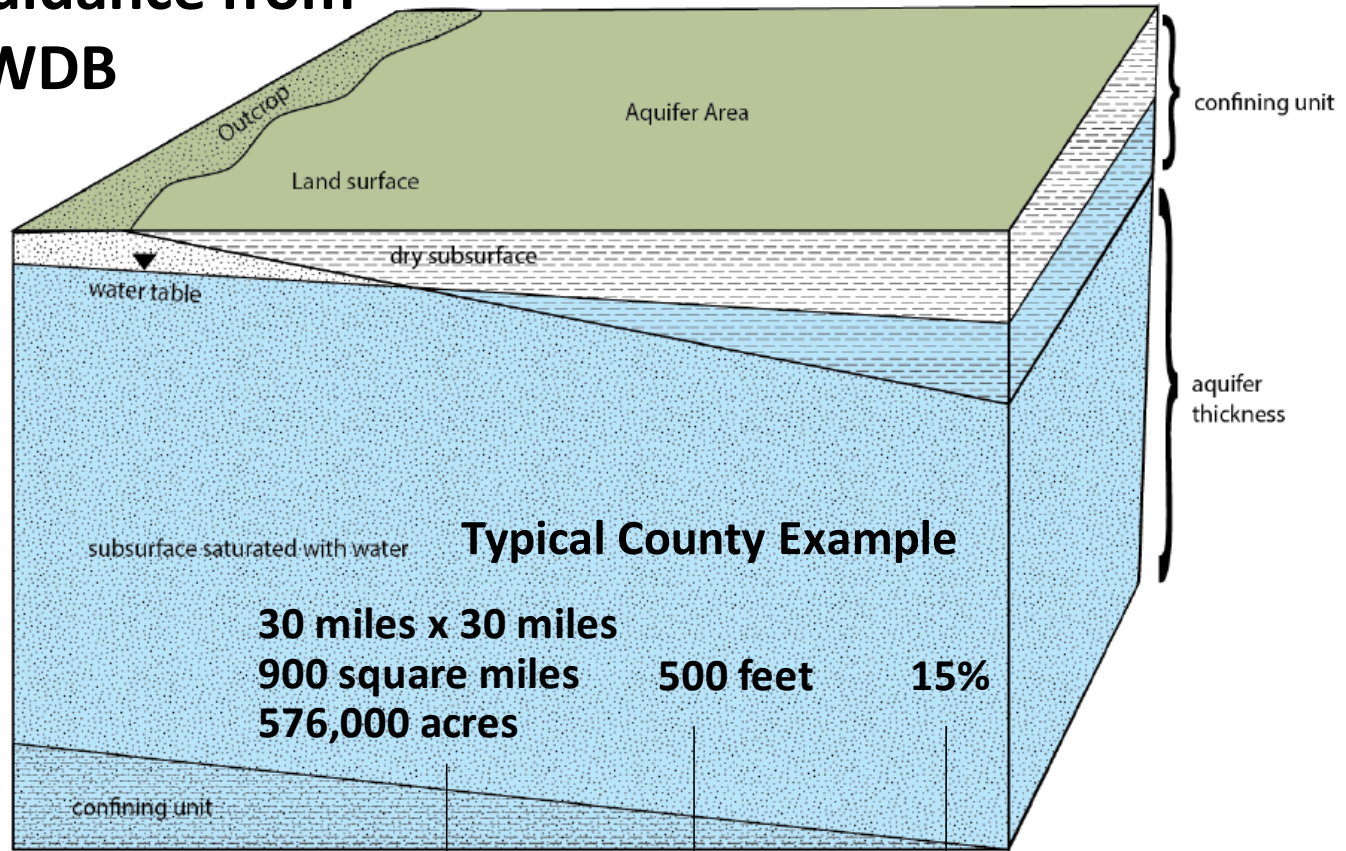 WDB
Outcrop
Aquifer Area
confining unit
Land surface
dry subsurface
water table
aquifer
thickness
subsurface saturated with water
Typical County Example
30 miles x 30 miles
900 square miles
576,000 acres
500 feet
15%
confining unit